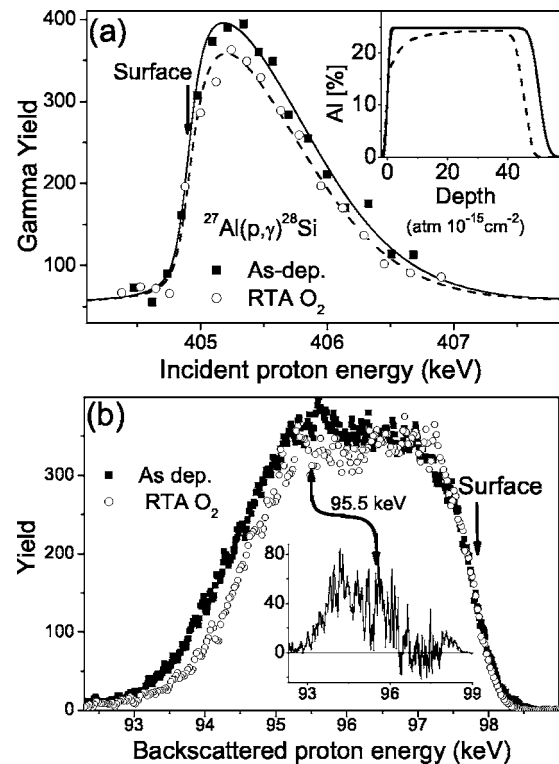 (a)
400
300
200
100
Gamma Yield
Surface
27Al(p,γ)28Si
As-dep.
RTA O2
405 406 407
Incident proton energy (keV)
20
10
0
Al [%]
0 20 40
Depth
(atm 10-15cm-2)
(b)
300
200
100
0
Yield
As dep.
RTA O2
Surface
95.5 keV
80
40
0
93 96 99
93 94 95 96 97 98
Backscattered proton energy (keV)